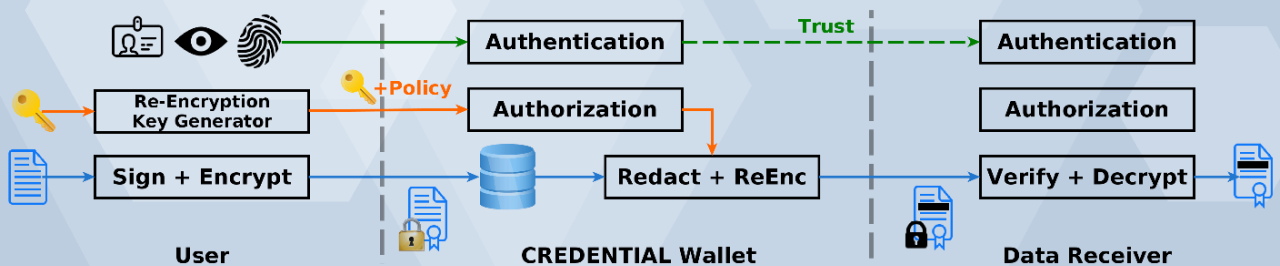 Trust
Authentication
Authentication
+Policy
Re-Encryption
Key Generator
Authorization
Authorization
Sign + Encrypt
Redact + ReEnc
Verify + Decrypt
User
CREDENTIAL Wallet
Data Receiver